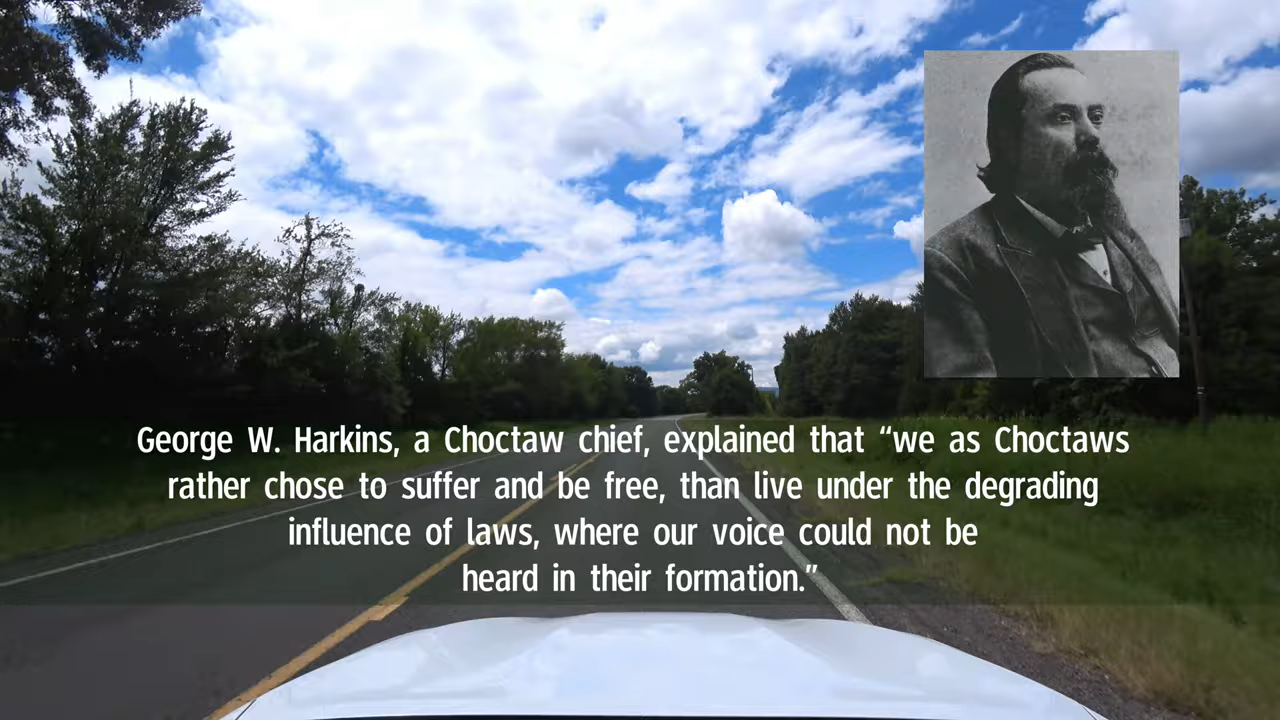 George W. Harkins, a Choctaw chief, explained that “we as Choctaws
rather chose to suffer and be free, than live under the degrading
influence of laws, where our voice could not be
heard in their formation.”